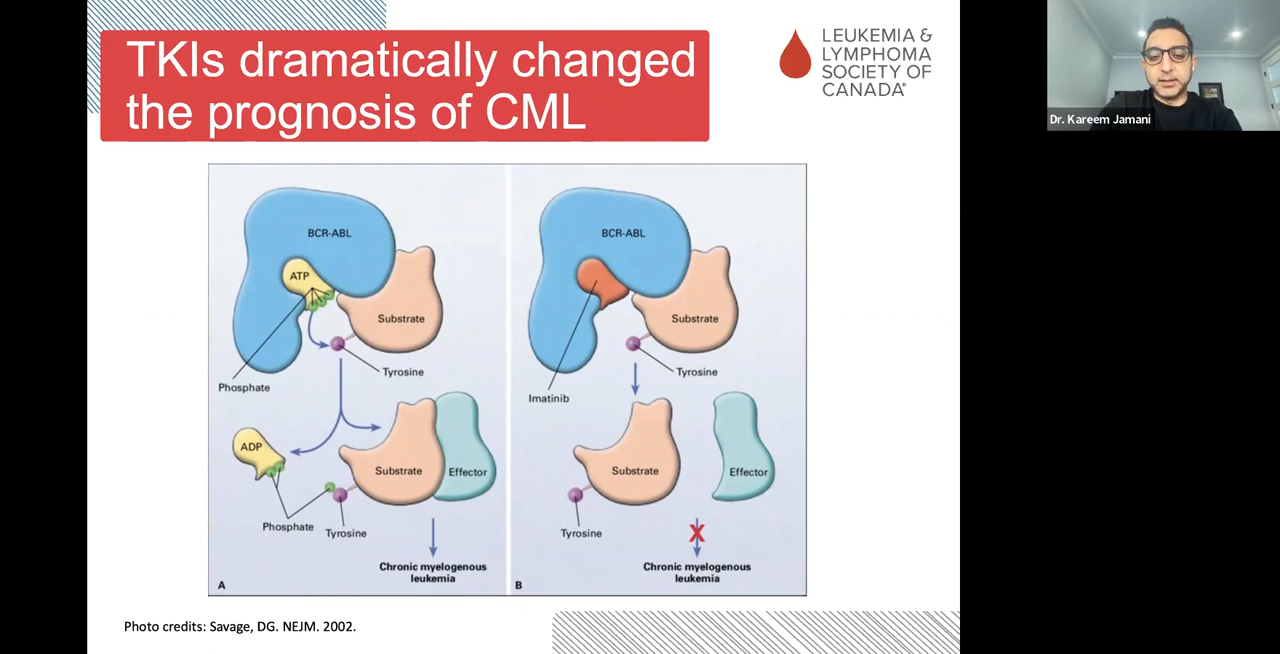 TKIs dramatically changed
the prognosis of CML
LEUKEMIA &
LYMPHOMA
SOCIETY OF
CANADA®
Dr. Kareem Jamani
BCR-ABL
ATP
Substrate
Tyrosine
Phosphate
ADP
Substrate
Effector
Phosphate
Tyrosine
Chronic myelogenous
leukemia
A
BCR-ABL
Substrate
Tyrosine
Imatinib
Substrate
Effector
Tyrosine
X
Chronic myelogenous
leukemia
B
Photo credits: Savage, DG. NEJM. 2002.